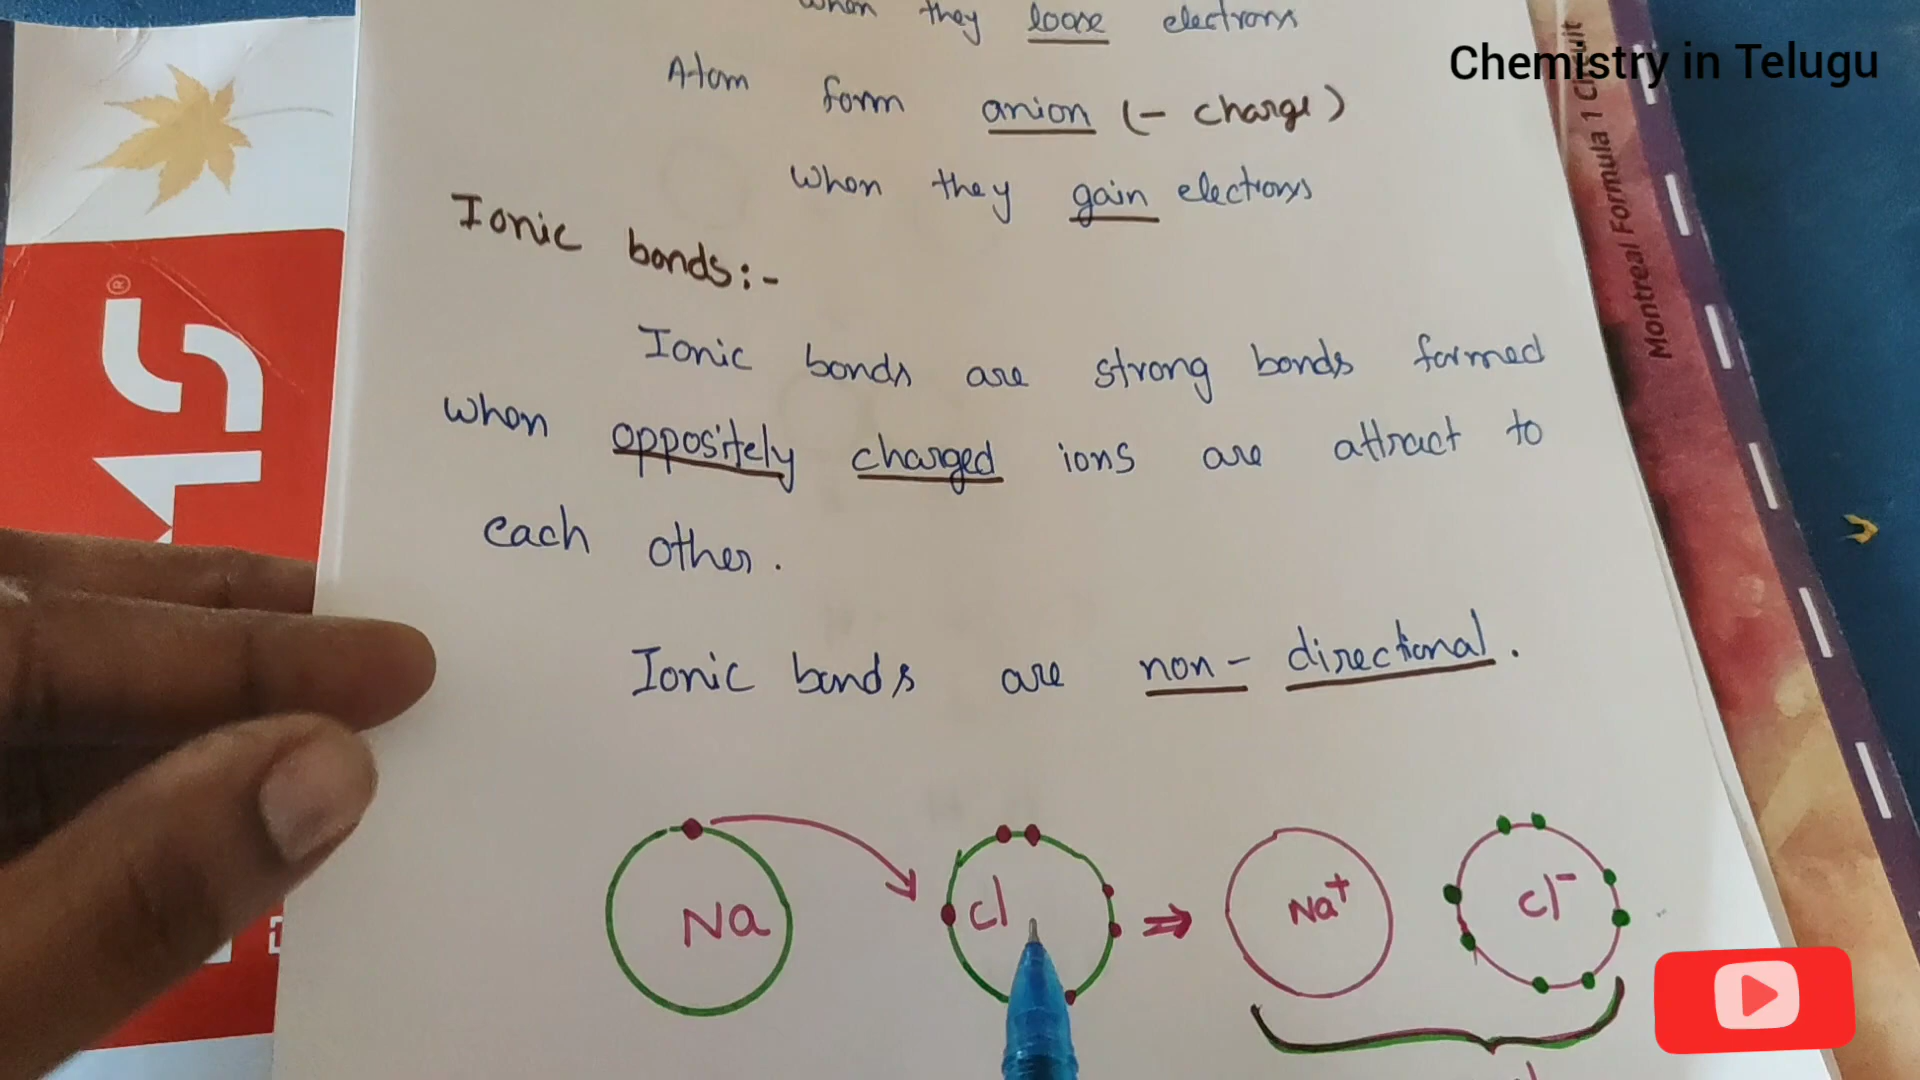 when they loose electrons
Chemistry in Telugu
Atom form anion (- charge)
when they gain electrons
Ionic bonds:-
Ionic bonds are strong bonds formed
when oppositely charged ions are attract to
each other.
Ionic bonds are non-directional.
Na Cl ⇒ Na⁺ Cl⁻
Montreal Formula 1 Circuit